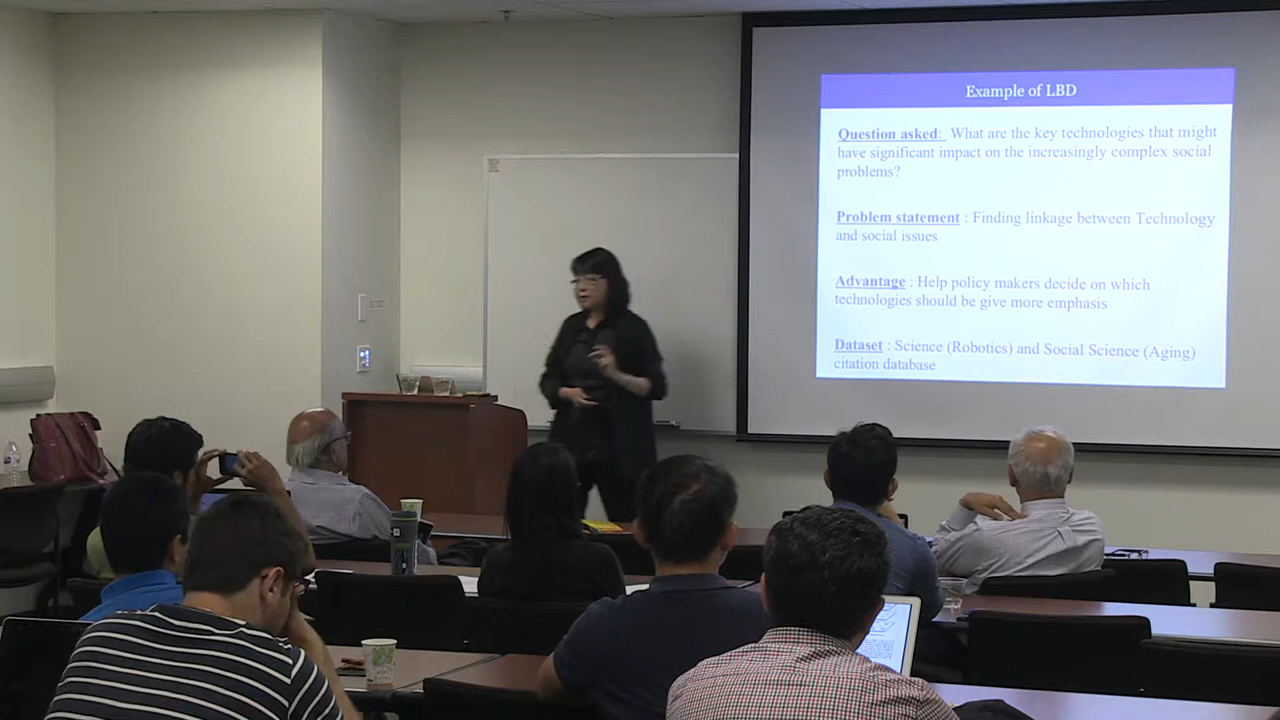 Example of LBD
Question asked: What are the key technologies that might
have significant impact on the increasingly complex social
problems?
Problem statement : Finding linkage between Technology
and social issues
Advantage : Help policy makers decide on which
technologies should be give more emphasis
Dataset : Science (Robotics) and Social Science (Aging)
citation database